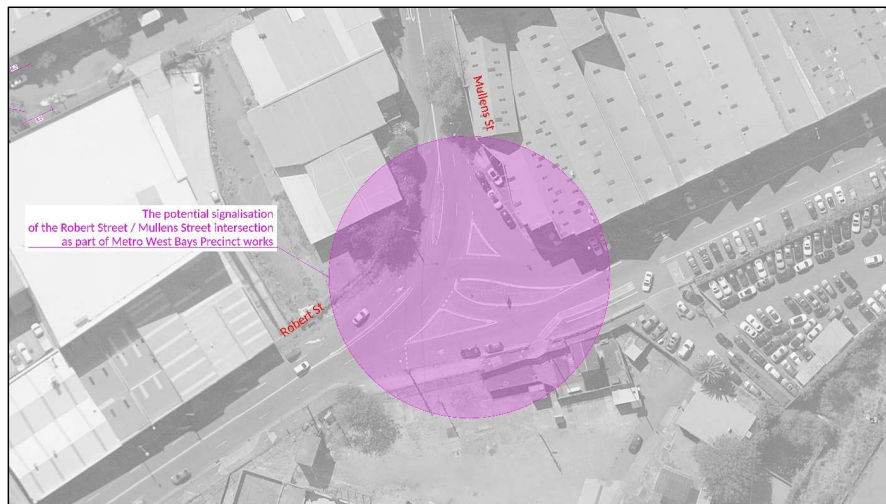 Mullens St
The potential signalisation
of the Robert Street / Mullens Street intersection
as part of Metro West Bays Precinct works
Robert St